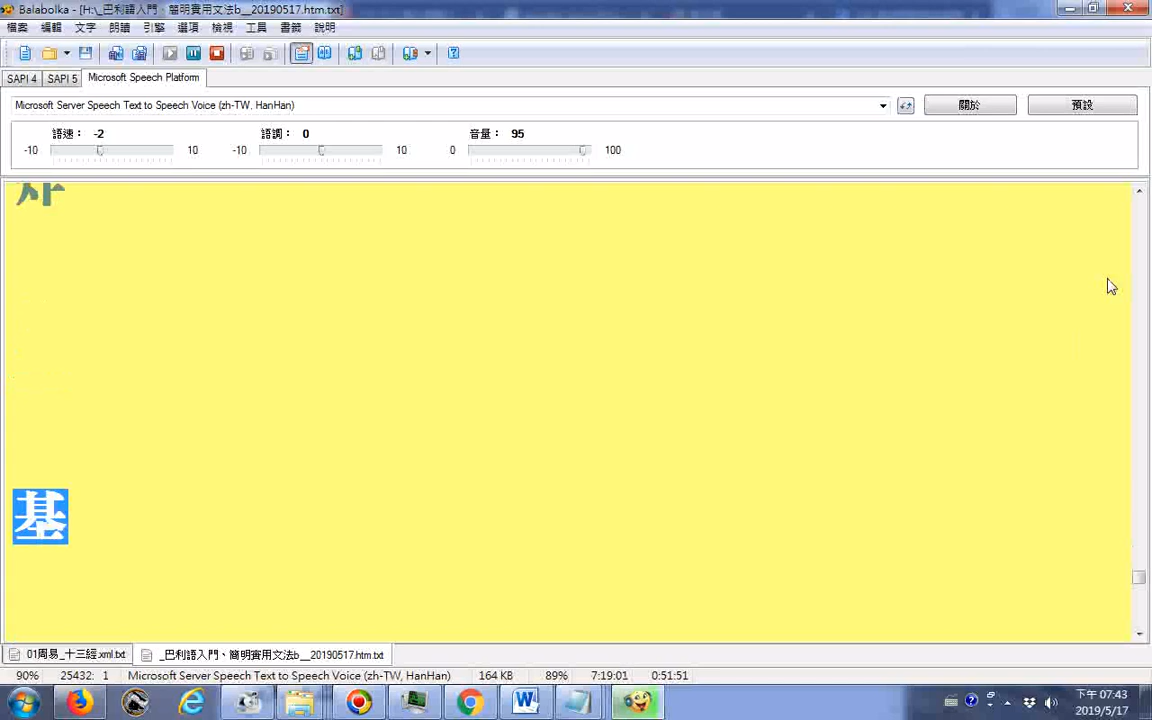 Balabolka - [H:\_巴利語入門、簡明實用文法b__20190517.htm.txt]
檔案 編輯 文字 朗讀 引擎 選項 檢視 工具 書籤 說明
SAPI 4 SAPI 5 Microsoft Speech Platform
Microsoft Server Speech Text to Speech Voice (zh-TW, HanHan) 關於 預設
語速： -2 語調： 0 音量： 95
-10 10 -10 10 0 100
基
01周易_十三經.xml.txt _巴利語入門、簡明實用文法b__20190517.htm.txt
90% 25432: 1 Microsoft Server Speech Text to Speech Voice (zh-TW, HanHan) 164 KB 89% 7:19:01 0:51:51
下午 07:43
2019/5/17